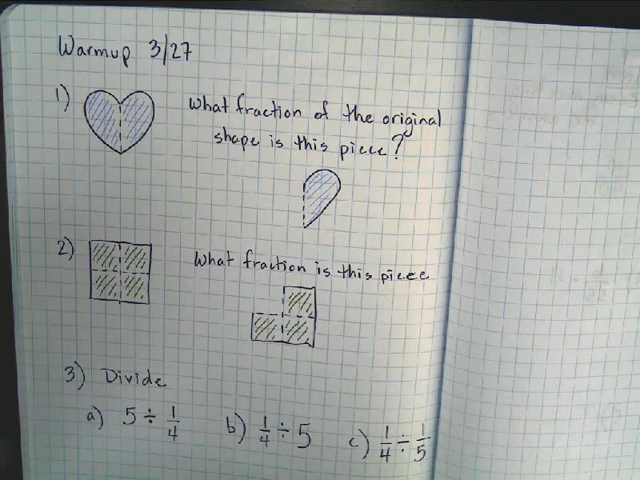 Warmup 3/27
1) What fraction of the original
shape is this piece?
2) What fraction is this piece
3) Divide
a) 5 ÷ 1/4 b) 1/4 ÷ 5 c) 1/4 ÷ 1/5